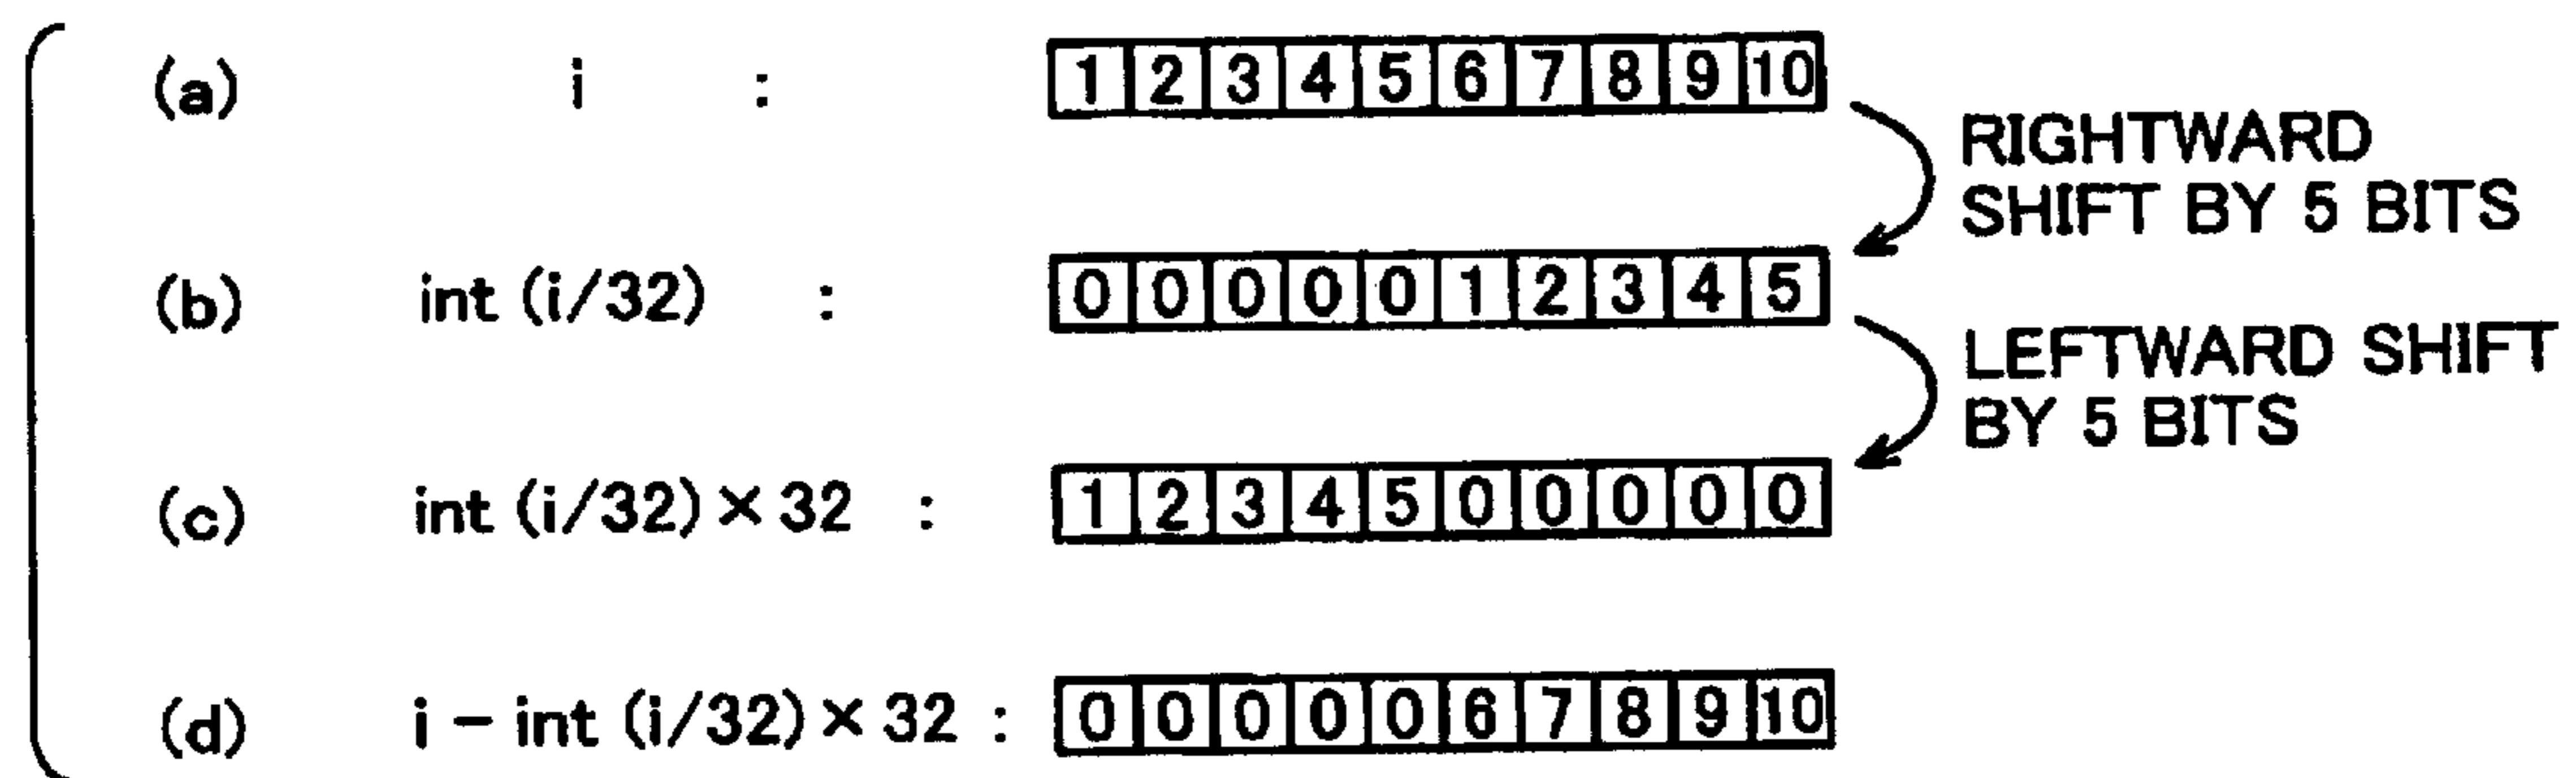 (a) i : 1 2 3 4 5 6 7 8 9 10
RIGHTWARD
SHIFT BY 5 BITS
(b) int (i/32) : 0 0 0 0 0 1 2 3 4 5
LEFTWARD SHIFT
BY 5 BITS
(c) int (i/32) × 32 : 1 2 3 4 5 0 0 0 0 0
(d) i − int (i/32) × 32 : 0 0 0 0 0 6 7 8 9 10